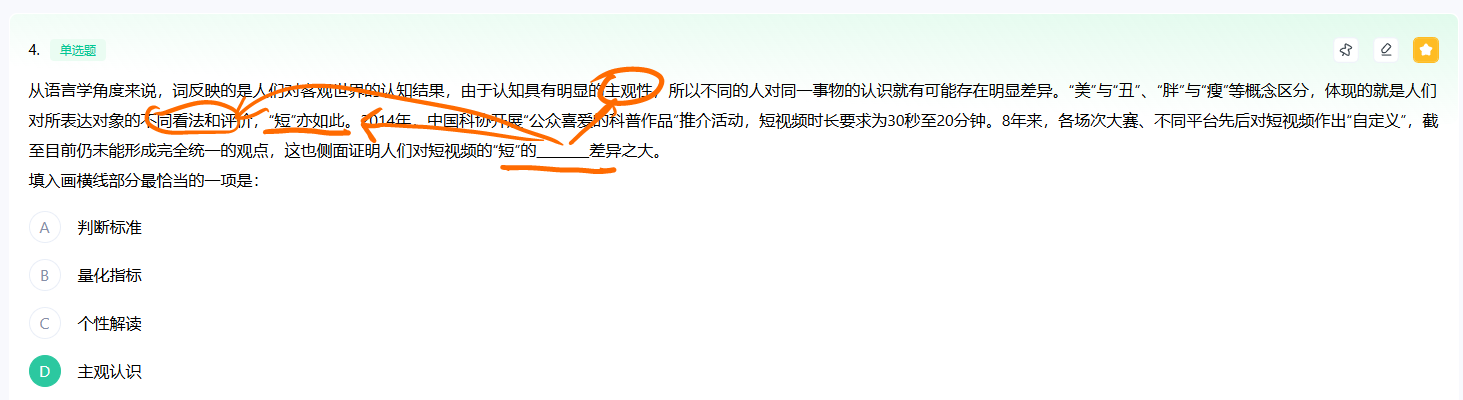 4. 单选题
从语言学角度来说，词反映的是人们对客观世界的认知结果，由于认知具有明显的主观性，所以不同的人对同一事物的认识就有可能存在明显差异。“美”与“丑”、“胖”与“瘦”等概念区分，体现的就是人们
对所表达对象的不同看法和评价，“短”亦如此。2014年，中国科协开展“公众喜爱的科普作品”推介活动，短视频时长要求为30秒至20分钟。8年来，各场次大赛、不同平台先后对短视频作出“自定义”，截
至目前仍未能形成完全统一的观点，这也侧面证明人们对短视频的“短”的________差异之大。
填入画横线部分最恰当的一项是：
A 判断标准
B 量化指标
C 个性解读
D 主观认识